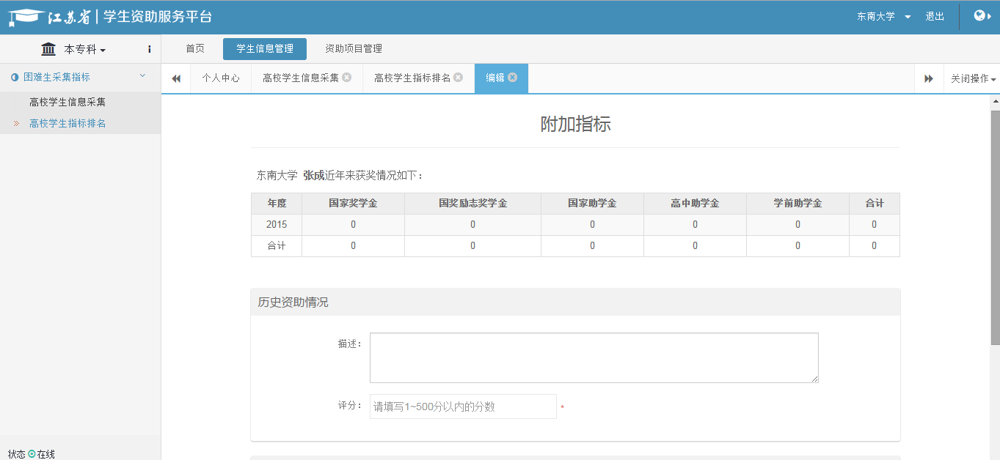 江苏省 | 学生资助服务平台
东南大学 退出
本专科 i
首页 学生信息管理 资助项目管理
困难生采集指标
高校学生信息采集
高校学生指标排名
个人中心 高校学生信息采集 高校学生指标排名 编辑 关闭操作
附加指标
东南大学 张成近年来获奖情况如下：
年度 国家奖学金 国奖励志奖学金 国家助学金 高中助学金 学前助学金 合计
2015 0 0 0 0 0 0
合计 0 0 0 0 0 0
历史资助情况
描述：
评分： 请填写1~500分以内的分数 *
状态 在线